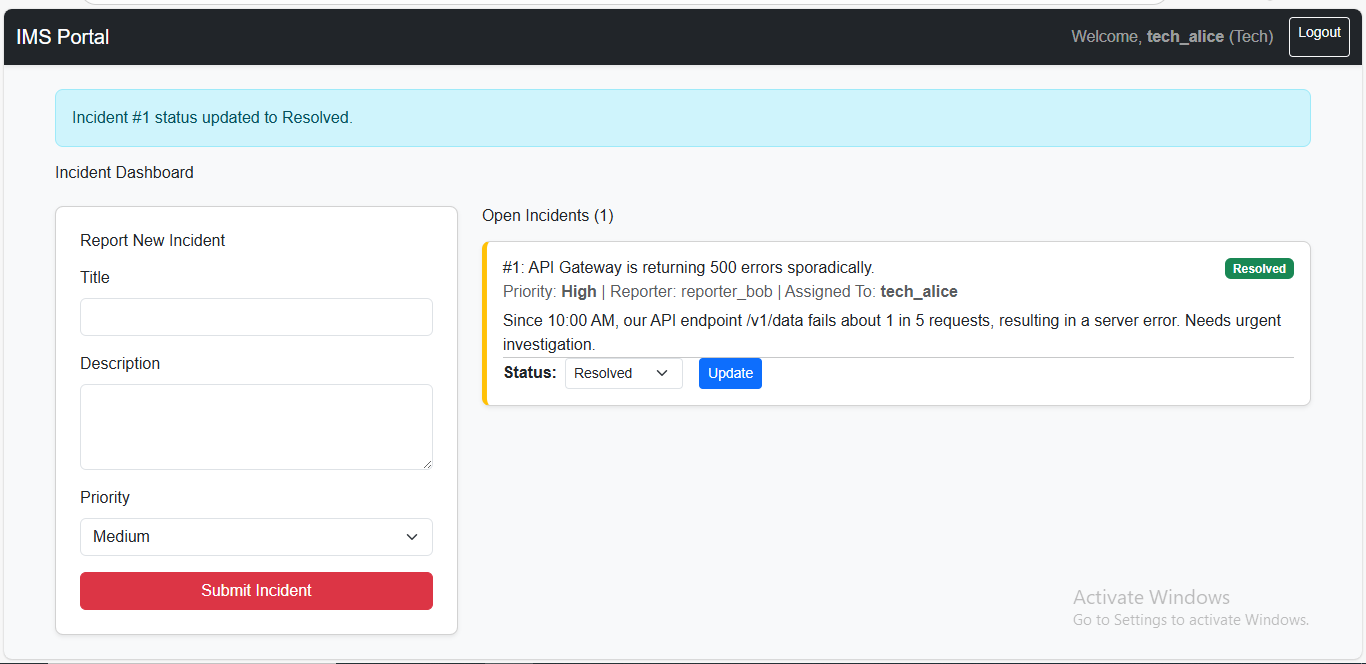 IMS Portal
Welcome, tech_alice (Tech)
Logout
Incident #1 status updated to Resolved.
Incident Dashboard
Report New Incident
Title
Description
Priority
Medium
Submit Incident
Open Incidents (1)
#1: API Gateway is returning 500 errors sporadically.
Resolved
Priority: High | Reporter: reporter_bob | Assigned To: tech_alice
Since 10:00 AM, our API endpoint /v1/data fails about 1 in 5 requests, resulting in a server error. Needs urgent
investigation.
Status: Resolved Update
Activate Windows
Go to Settings to activate Windows.